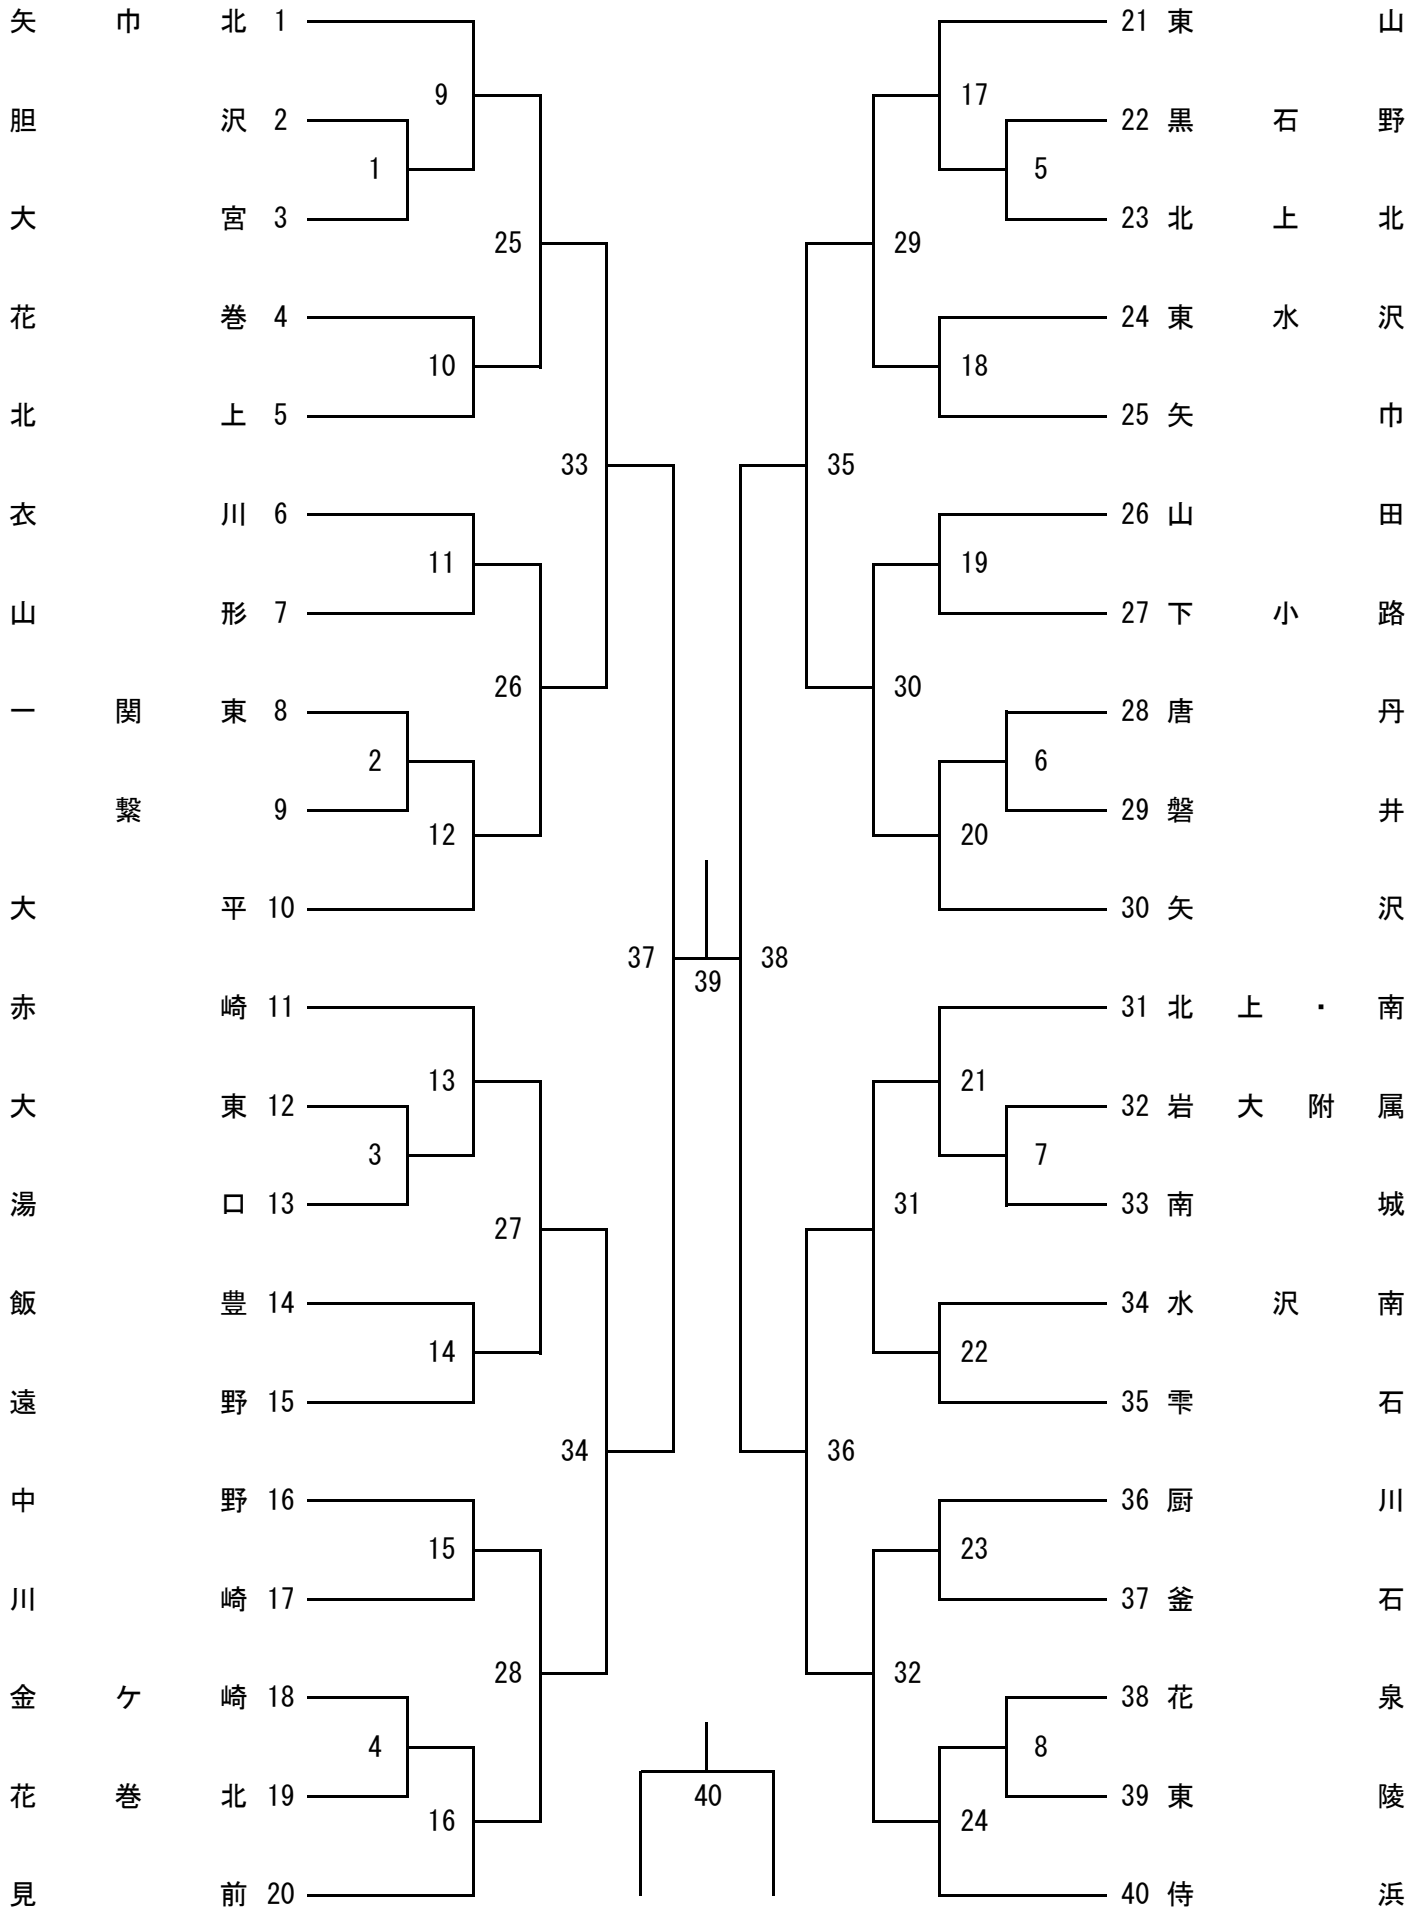 矢巾北 1
9
胆沢 2
1
大宮 3
25
花巻 4
10
北上 5
33
衣川 6
11
山形 7
26
一関東 8
2
繋 9
12
大平 10
37
39
赤崎 11
13
大東 12
3
湯口 13
27
飯豊 14
14
遠野 15
34
中野 16
15
川崎 17
28
金ケ崎 18
4
花巻北 19
16
見前 20
40
21 東山
17
22 黒石野
5
23 北上北
29
24 東水沢
18
25 矢巾
35
26 山田
19
27 下小路
30
28 唐丹
6
29 磐井
20
30 矢沢
38
31 北上・南
21
32 岩大附属
7
33 南城
31
34 水沢南
22
35 雫石
36
36 厨川
23
37 釜石
32
38 花泉
8
39 東陵
24
40 侍浜